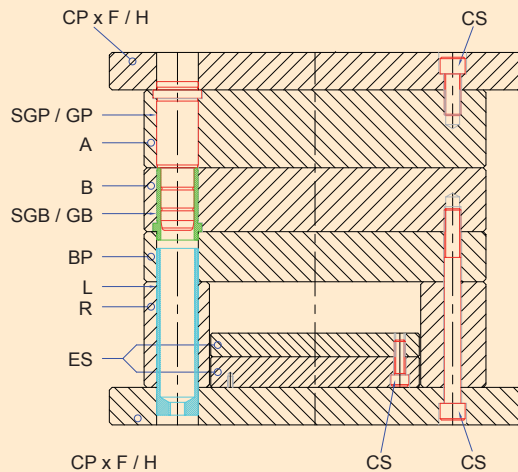 CP x F / H
CS
SGP / GP
A
B
SGB / GB
BP
L
R
ES
CP x F / H
CS
CS